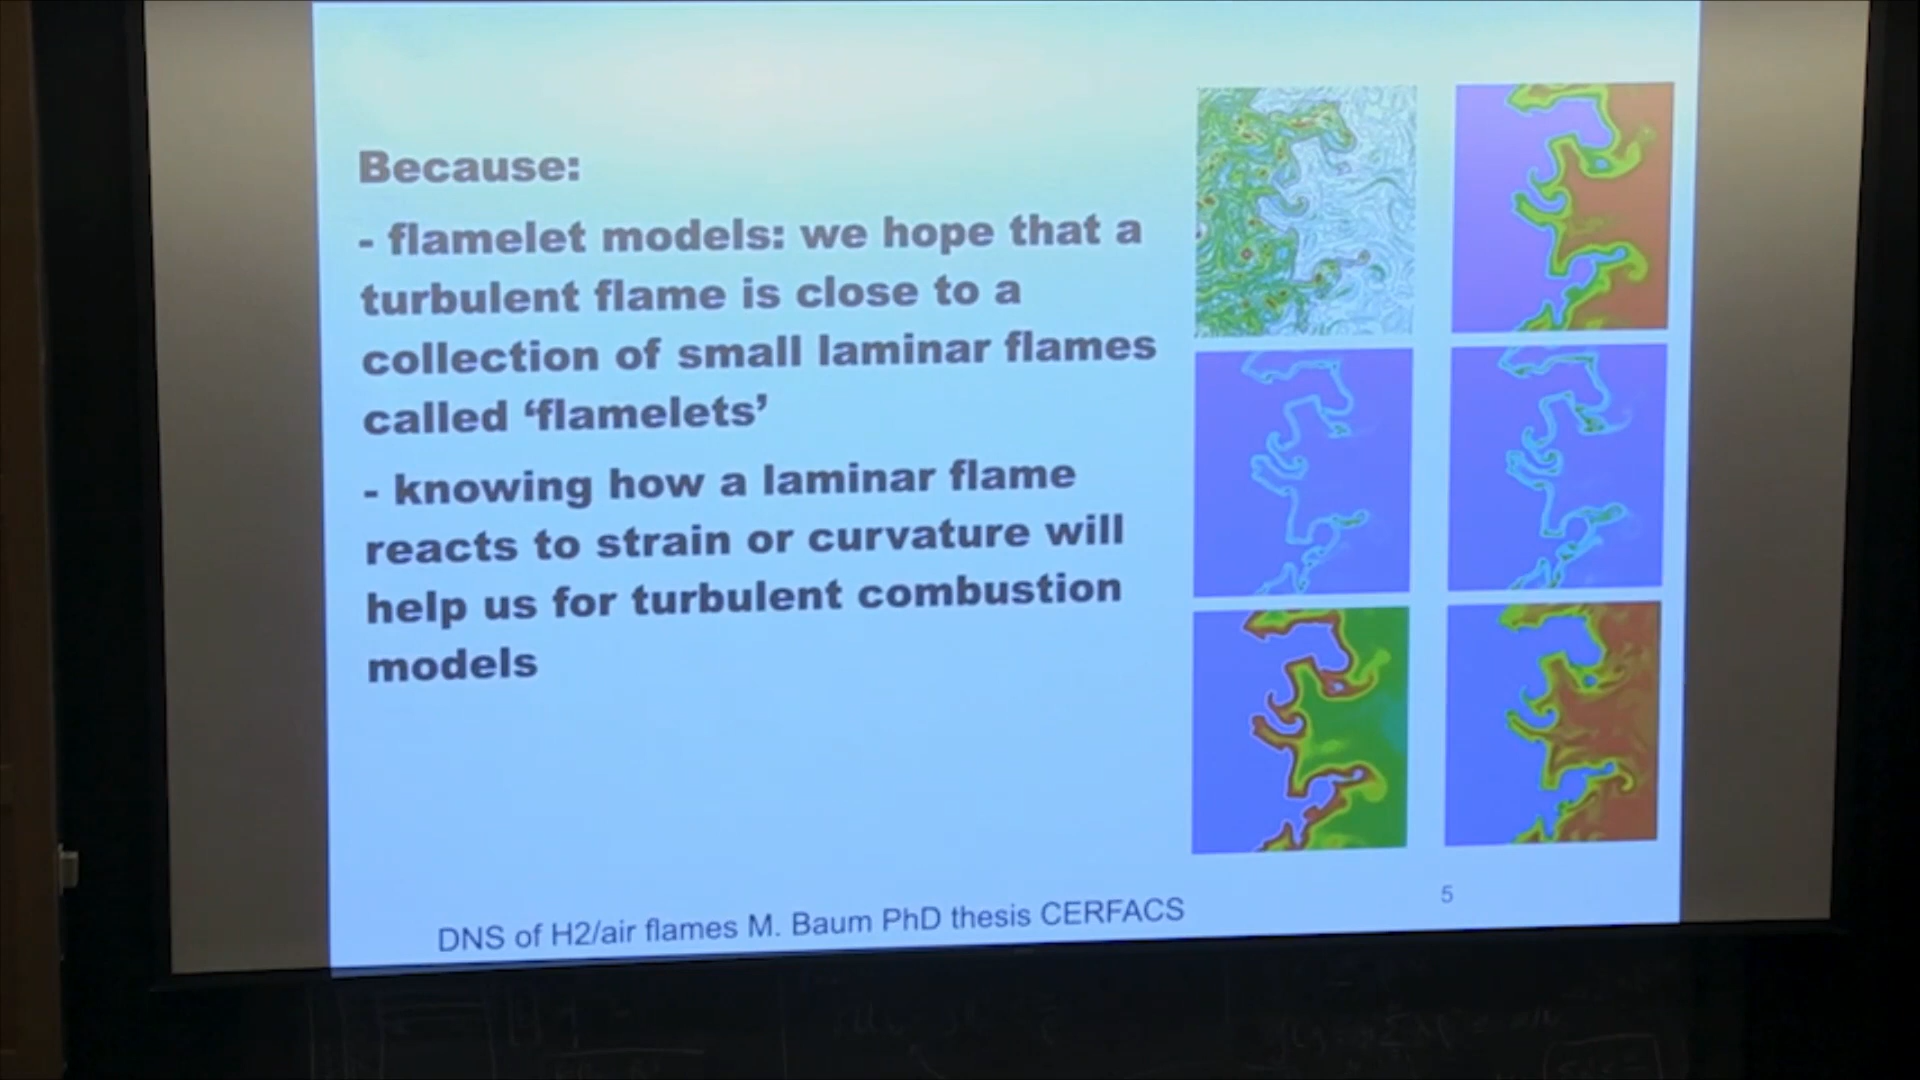 Because:
- flamelet models: we hope that a
turbulent flame is close to a
collection of small laminar flames
called ‘flamelets’
- knowing how a laminar flame
reacts to strain or curvature will
help us for turbulent combustion
models
DNS of H2/air flames M. Baum PhD thesis CERFACS
5